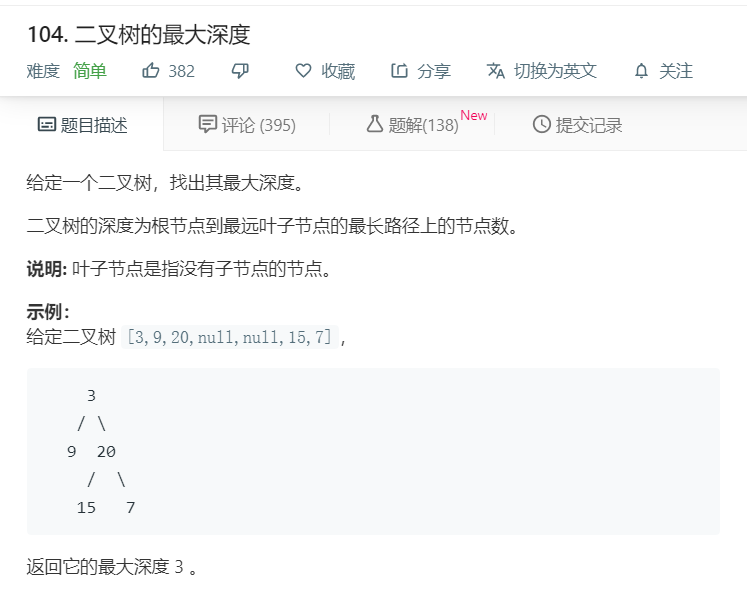 104. 二叉树的最大深度
难度 简单 382 收藏 分享 切换为英文 关注
题目描述 评论 (395) 题解(138) New 提交记录
给定一个二叉树，找出其最大深度。
二叉树的深度为根节点到最远叶子节点的最长路径上的节点数。
说明: 叶子节点是指没有子节点的节点。
示例：
给定二叉树 [3,9,20,null,null,15,7]，
3
/ \
9 20
/ \
15 7
返回它的最大深度 3 。